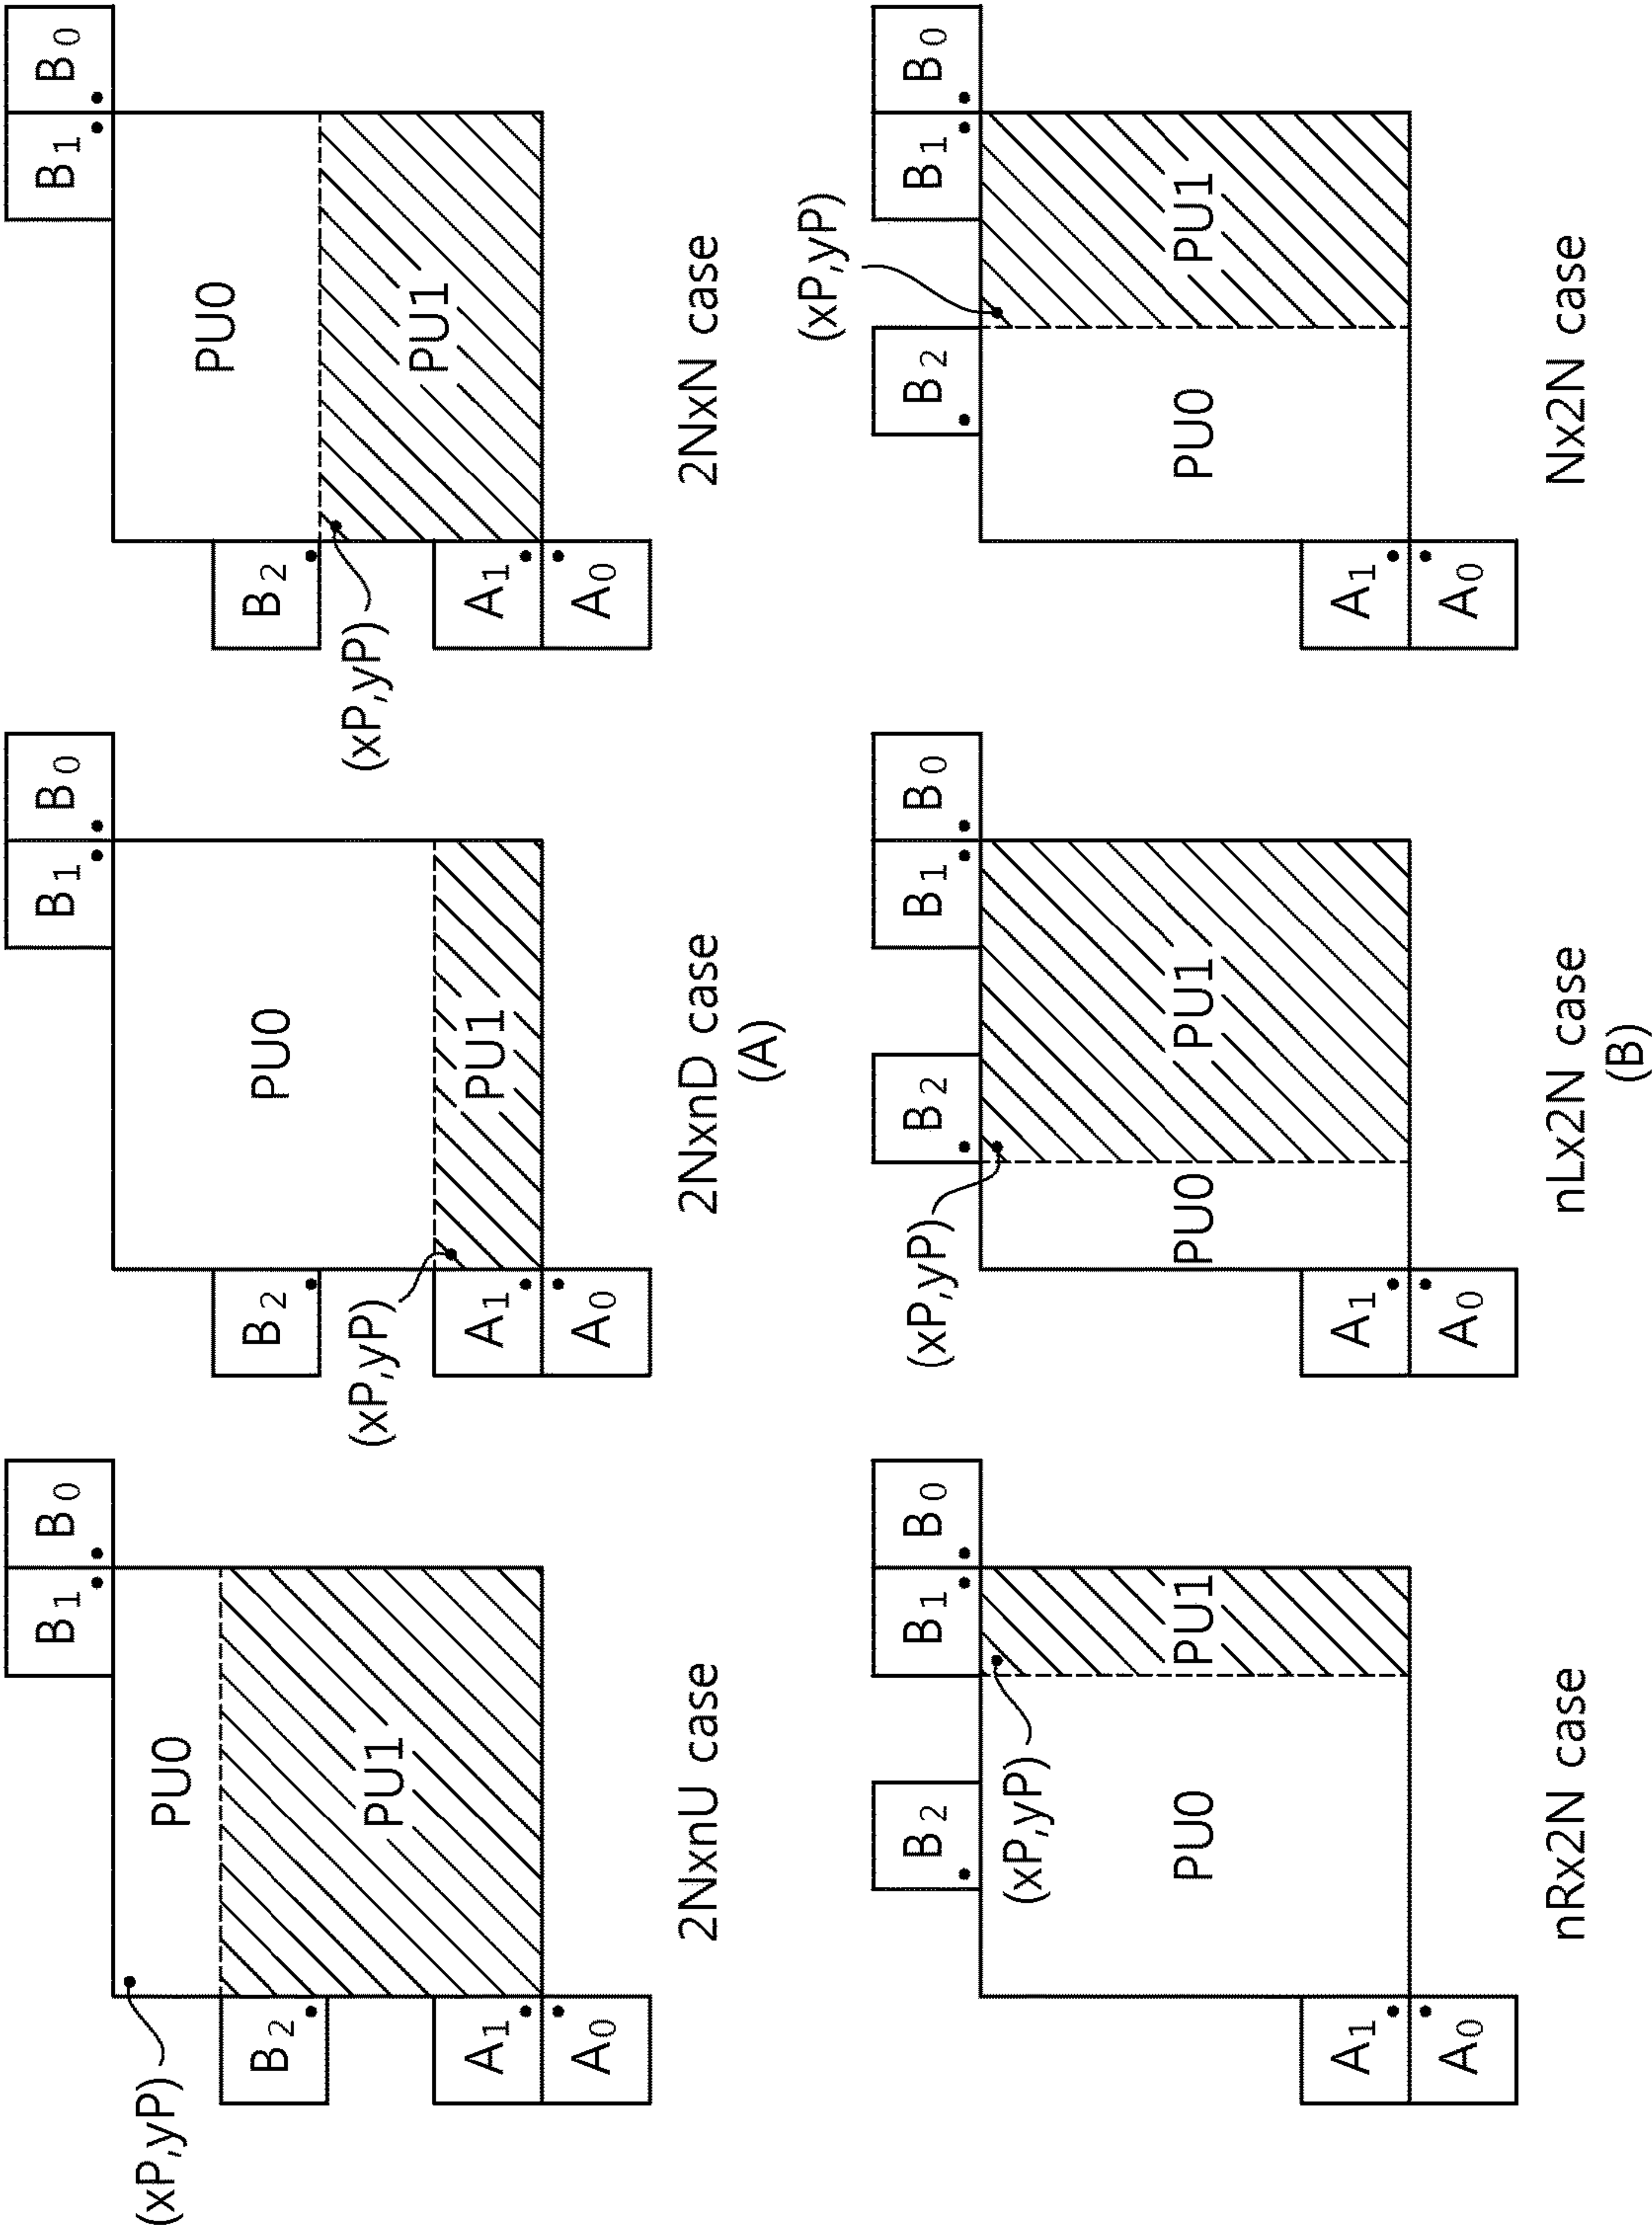 B1 B0
(xP,yP)
PU0
B2
PU1
A1
A0
2NxnU case
B1 B0
PU0
B2
(xP,yP)
PU1
A1
A0
2NxnD case
(A)
B1 B0
PU0
B2
(xP,yP)
PU1
A1
A0
2NxN case
B2 B1 B0
(xP,yP)
PU0 PU1
A1
A0
nRx2N case
B2 B1 B0
(xP,yP)
PU0 PU1
A1
A0
nLx2N case
(B)
(xP,yP)
B2 B1 B0
PU0 PU1
A1
A0
Nx2N case